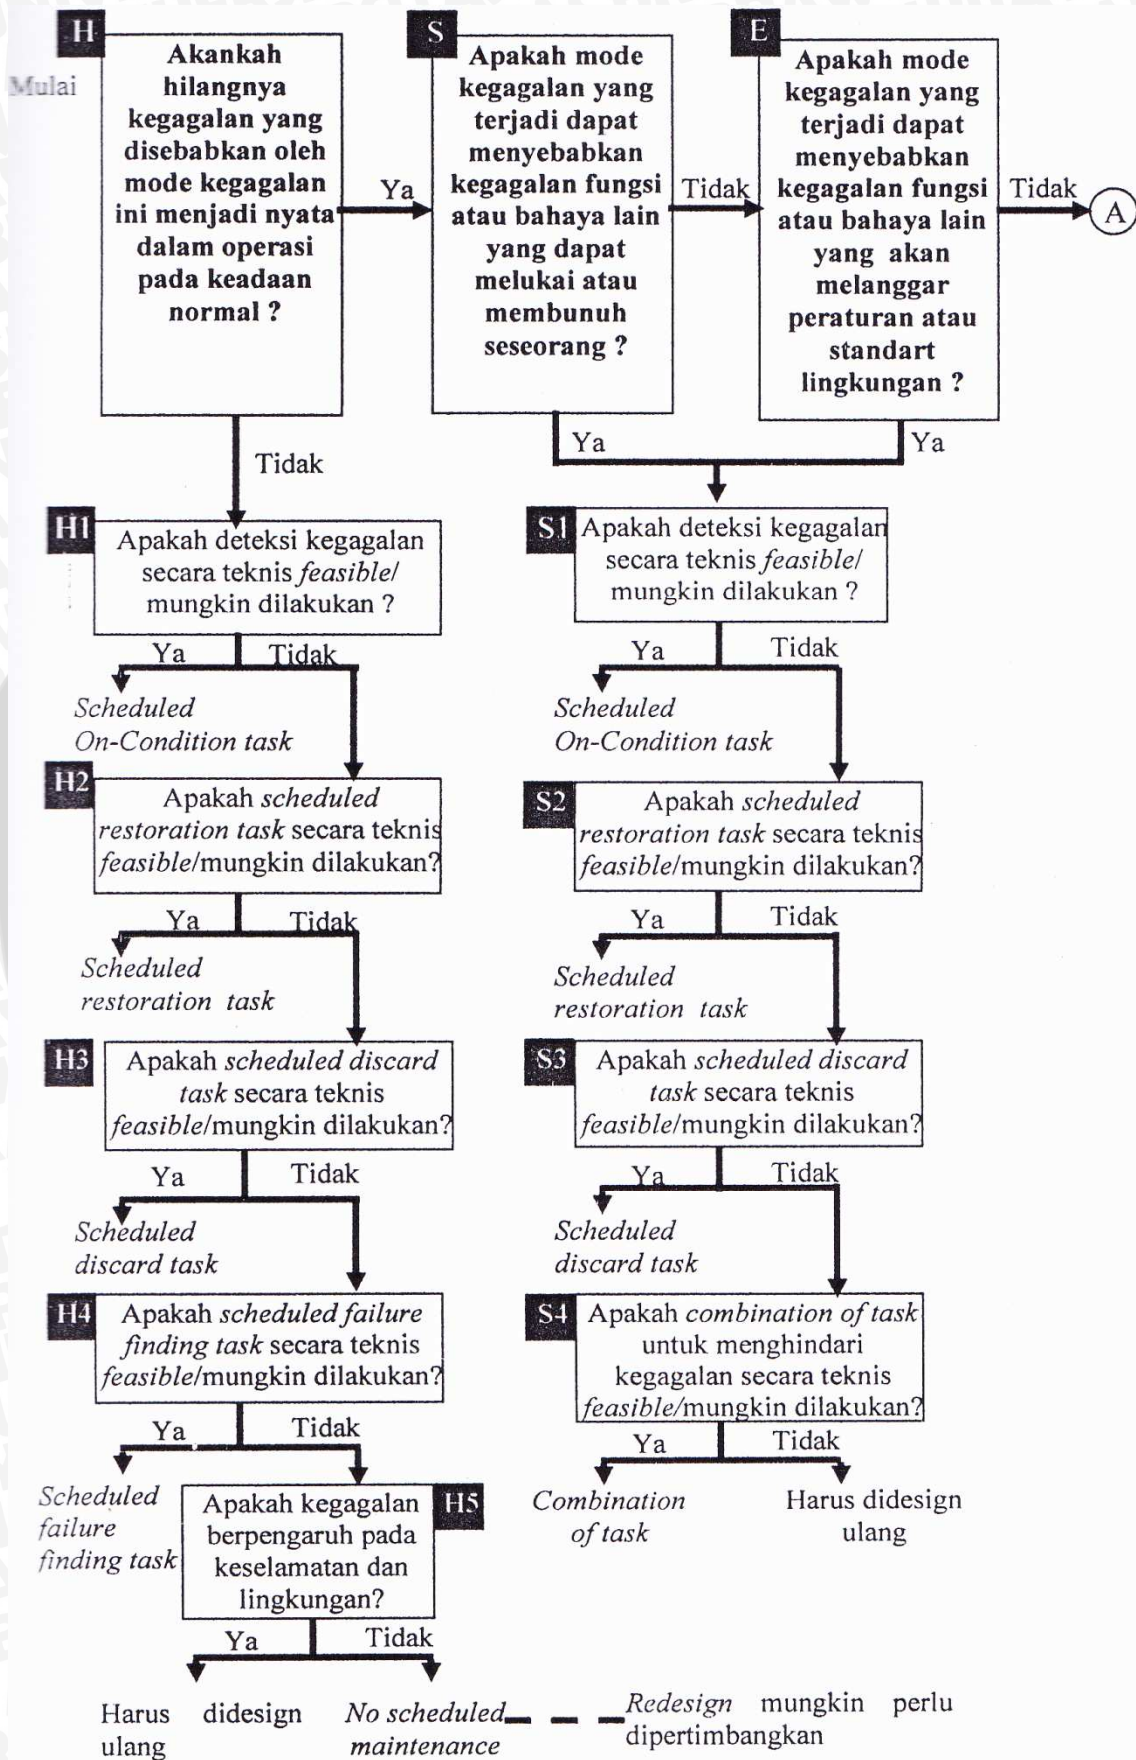 H
Mulai
Akankah
hilangnya
kegagalan yang
disebabkan oleh
mode kegagalan
ini menjadi nyata
dalam operasi
pada keadaan
normal ?
Ya
S
Apakah mode
kegagalan yang
terjadi dapat
menyebabkan
kegagalan fungsi
atau bahaya lain
yang dapat
melukai atau
membunuh
seseorang ?
Tidak
E
Apakah mode
kegagalan yang
terjadi dapat
menyebabkan
kegagalan fungsi
atau bahaya lain
yang akan
melanggar
peraturan atau
standart
lingkungan ?
Tidak
A
Tidak
Ya
Ya
H1
Apakah deteksi kegagalan
secara teknis feasible/
mungkin dilakukan ?
Ya
Tidak
Scheduled
On-Condition task
H2
Apakah scheduled
restoration task secara teknis
feasible/mungkin dilakukan?
Ya
Tidak
Scheduled
restoration task
H3
Apakah scheduled discard
task secara teknis
feasible/mungkin dilakukan?
Ya
Tidak
Scheduled
discard task
H4
Apakah scheduled failure
finding task secara teknis
feasible/mungkin dilakukan?
Ya
Tidak
Scheduled
failure
finding task
H5
Apakah kegagalan
berpengaruh pada
keselamatan dan
lingkungan?
Ya
Tidak
Harus didesign
ulang
No scheduled
maintenance
Redesign mungkin perlu
dipertimbangkan
S1
Apakah deteksi kegagalan
secara teknis feasible/
mungkin dilakukan ?
Ya
Tidak
Scheduled
On-Condition task
S2
Apakah scheduled
restoration task secara teknis
feasible/mungkin dilakukan?
Ya
Tidak
Scheduled
restoration task
S3
Apakah scheduled discard
task secara teknis
feasible/mungkin dilakukan?
Ya
Tidak
Scheduled
discard task
S4
Apakah combination of task
untuk menghindari
kegagalan secara teknis
feasible/mungkin dilakukan?
Ya
Tidak
Combination
of task
Harus didesign
ulang